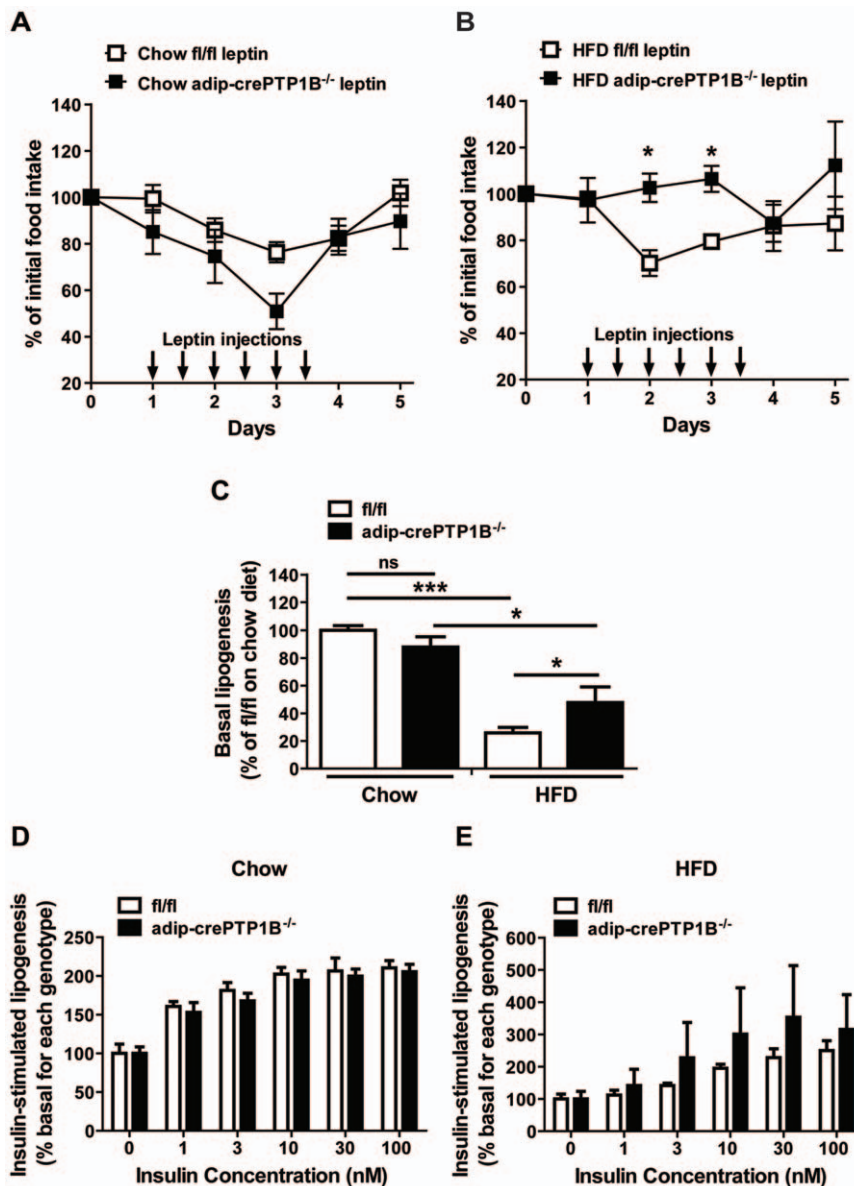 A
Chow fl/fl leptin
Chow adip-crePTP1B-/- leptin
% of initial food intake
140
120
100
80
60
40
20
Leptin injections
0 1 2 3 4 5
Days
B
HFD fl/fl leptin
HFD adip-crePTP1B-/- leptin
% of initial food intake
140
120
100
80
60
40
20
* *
Leptin injections
0 1 2 3 4 5
Days
C
fl/fl
adip-crePTP1B-/-
Basal lipogenesis
(% of fl/fl on chow diet)
140
120
100
80
60
40
20
0
ns
***
*
*
Chow HFD
D
Chow
fl/fl
adip-crePTP1B-/-
Insulin-stimulated lipogenesis
(% basal for each genotype)
250
200
150
100
50
0
0 1 3 10 30 100
Insulin Concentration (nM)
E
HFD
fl/fl
adip-crePTP1B-/-
Insulin-stimulated lipogenesis
(% basal for each genotype)
600
500
400
300
200
100
0
0 1 3 10 30 100
Insulin Concentration (nM)